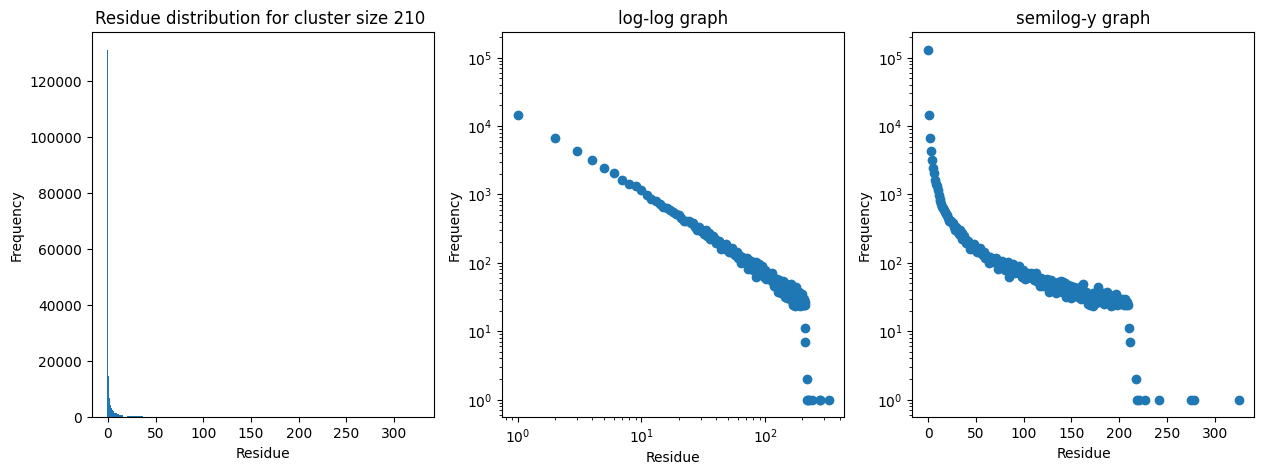 Residue distribution for cluster size 210
Frequency
120000
100000
80000
60000
40000
20000
0
0 50 100 150 200 250 300
Residue
log-log graph
Frequency
10^5
10^4
10^3
10^2
10^1
10^0
10^0 10^1 10^2
Residue
semilog-y graph
Frequency
10^5
10^4
10^3
10^2
10^1
10^0
0 50 100 150 200 250 300
Residue